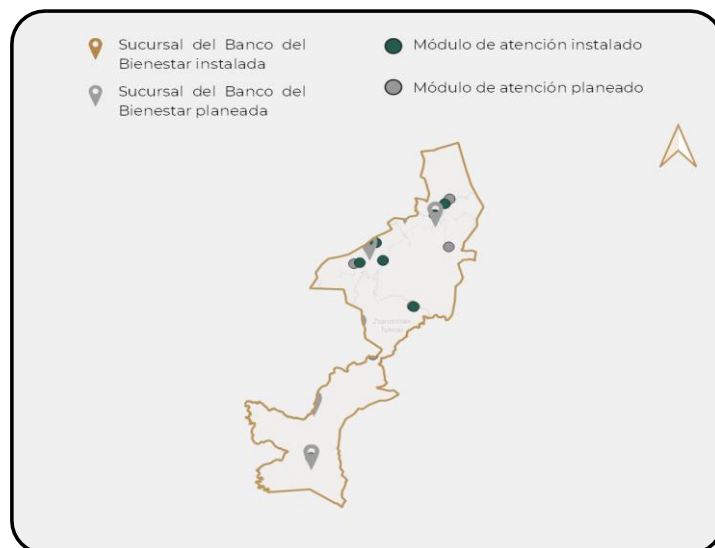 Sucursal del Banco del
Bienestar instalada
Sucursal del Banco del
Bienestar planeada
Módulo de atención instalado
Módulo de atención planeado